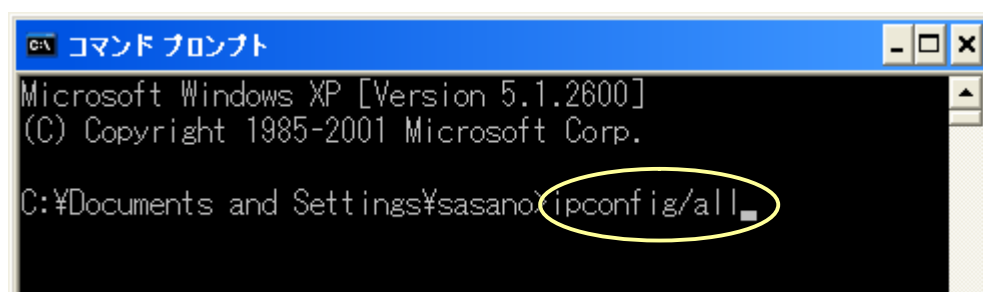 コマンド プロンプト
Microsoft Windows XP [Version 5.1.2600]
(C) Copyright 1985-2001 Microsoft Corp.
C:¥Documents and Settings¥sasano>ipconfig/all